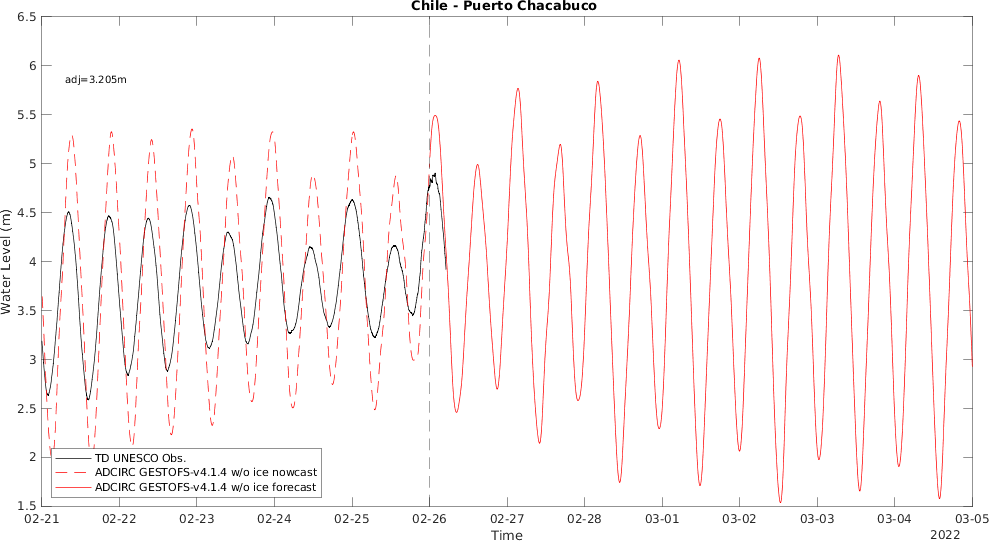 Chile - Puerto Chacabuco
6.5
6
5.5
5
4.5
4
3.5
3
2.5
2
1.5
Water Level (m)
adj=3.205m
TD UNESCO Obs.
ADCIRC GESTOFS-v4.1.4 w/o ice nowcast
ADCIRC GESTOFS-v4.1.4 w/o ice forecast
02-21 02-22 02-23 02-24 02-25 02-26 02-27 02-28 03-01 03-02 03-03 03-04 03-05
Time
2022